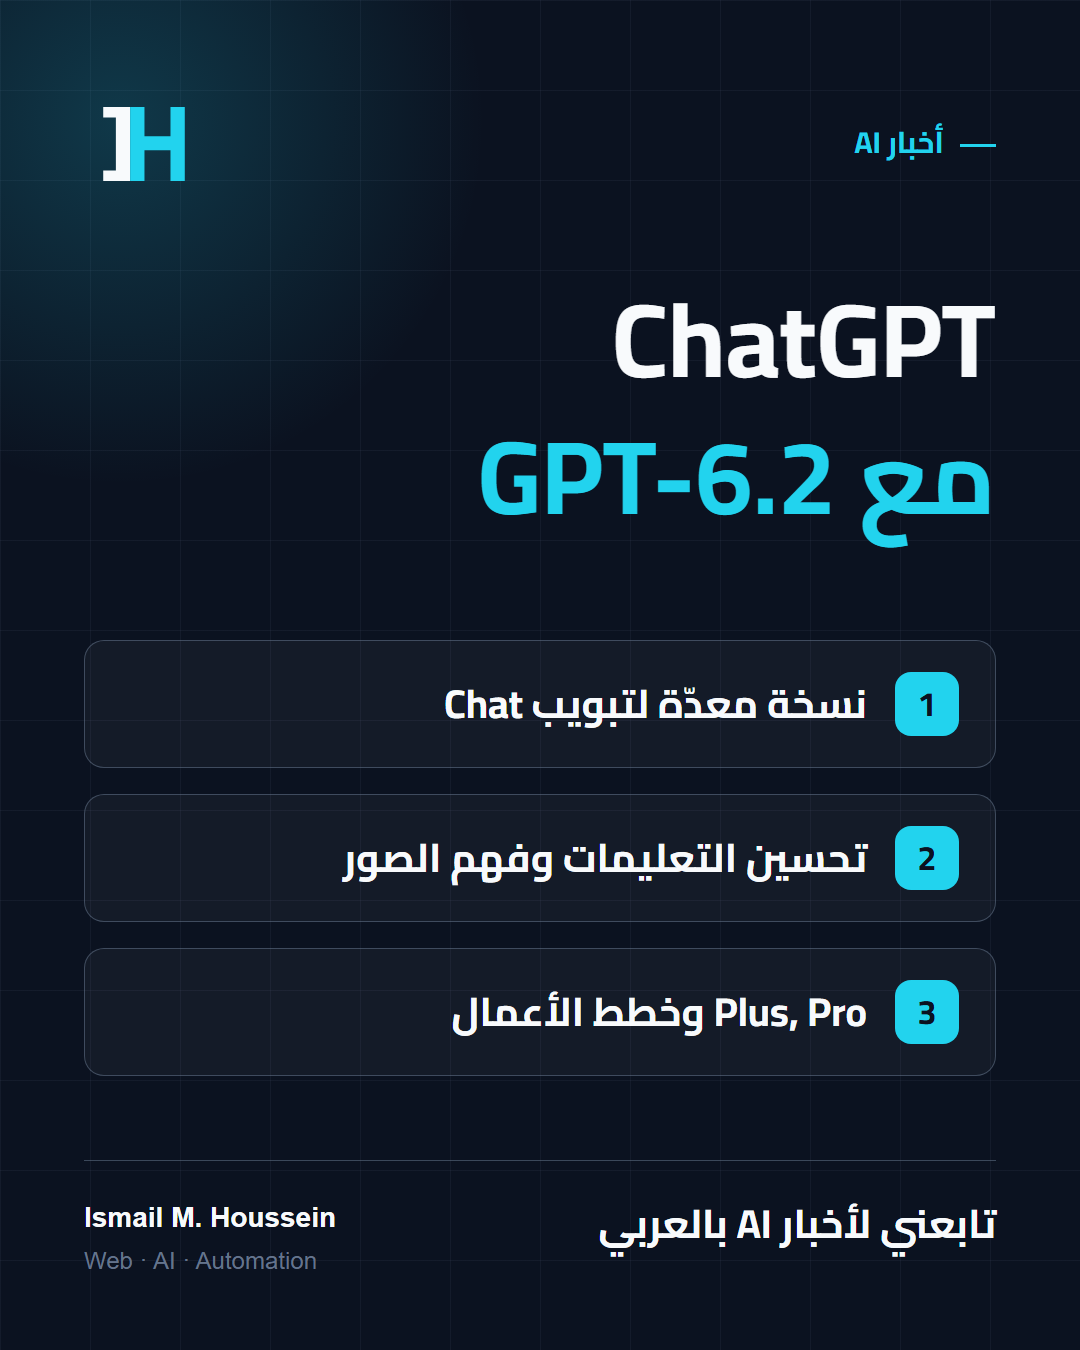 IH
أخبار AI
ChatGPT
مع GPT-6.2
1 نسخة معدّة لتبويب Chat
2 تحسين التعليمات وفهم الصور
3 Plus, Pro وخطط الأعمال
تابعني لأخبار AI بالعربي
Ismail M. Houssein
Web · AI · Automation